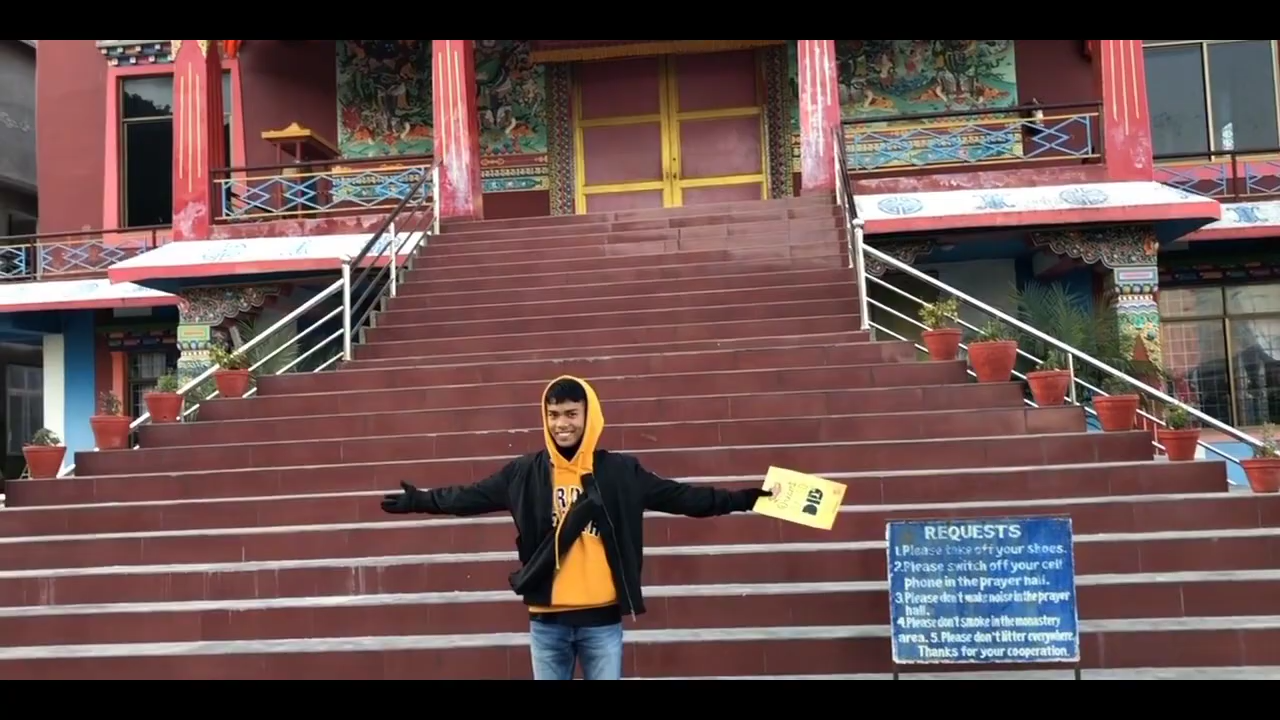 DID
REQUESTS
1.Please take off your shoes.
2.Please switch off your cell
phone in the prayer hall.
3.Please don't make noise in the prayer
hall.
4.Please don't smoke in the monastery
area. 5.Please don't litter everywhere.
Thanks for your cooperation.